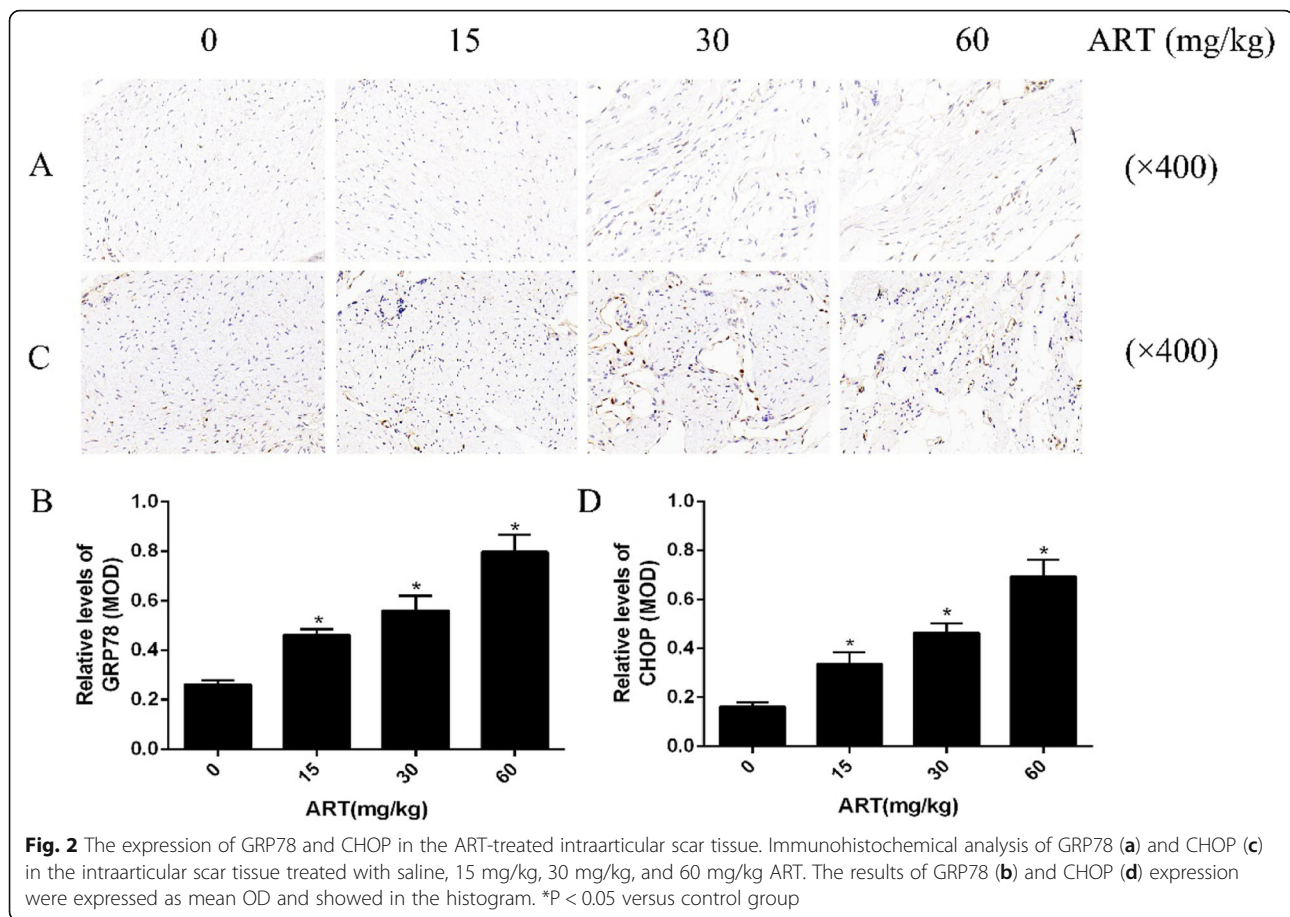 0 15 30 60 ART (mg/kg)
A (×400)
C (×400)
B
Relative levels of
GRP78 (MOD)
1.0
0.8
0.6
0.4
0.2
0.0
* * *
0 15 30 60
ART(mg/kg)
D
Relative levels of
CHOP (MOD)
1.0
0.8
0.6
0.4
0.2
0.0
* * *
0 15 30 60
ART(mg/kg)
Fig. 2 The expression of GRP78 and CHOP in the ART-treated intraarticular scar tissue. Immunohistochemical analysis of GRP78 (a) and CHOP (c)
in the intraarticular scar tissue treated with saline, 15 mg/kg, 30 mg/kg, and 60 mg/kg ART. The results of GRP78 (b) and CHOP (d) expression
were expressed as mean OD and showed in the histogram. *P < 0.05 versus control group